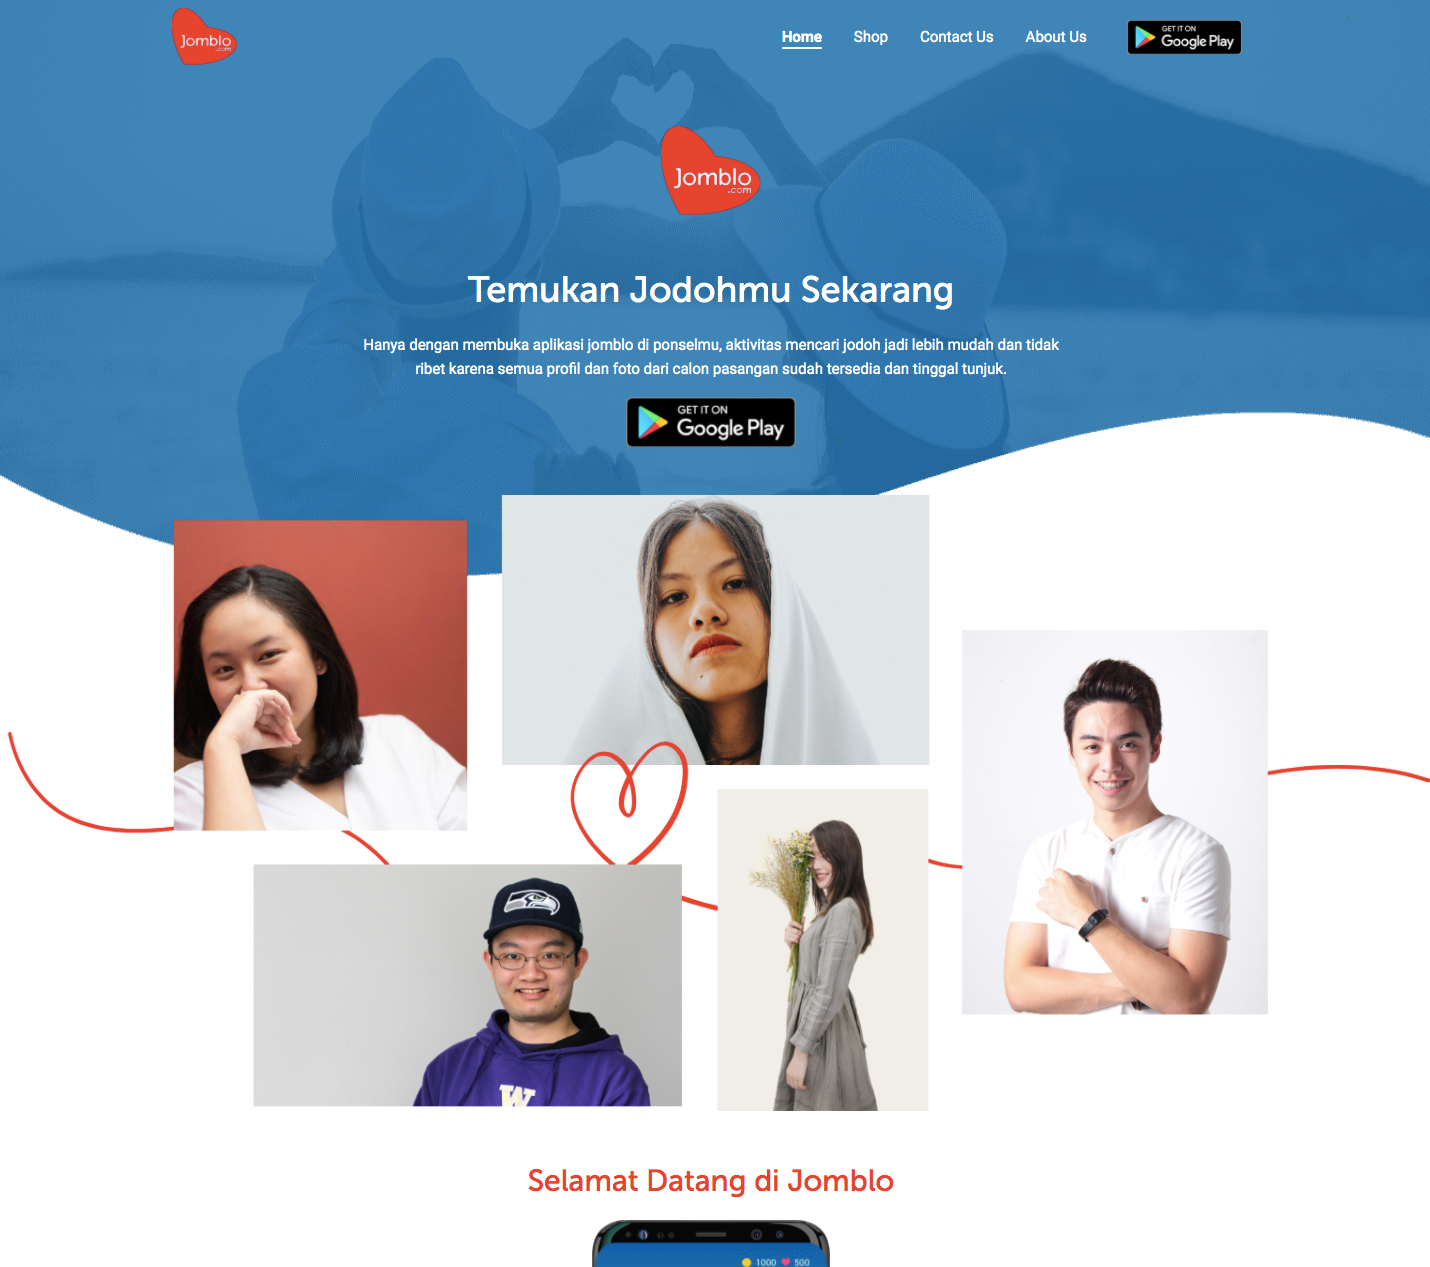 Jomblo
.com
Home
Shop
Contact Us
About Us
GET IT ON
Google Play
Jomblo
.com
Temukan Jodohmu Sekarang
Hanya dengan membuka aplikasi jomblo di ponselmu, aktivitas mencari jodoh jadi lebih mudah dan tidak
ribet karena semua profil dan foto dari calon pasangan sudah tersedia dan tinggal tunjuk.
GET IT ON
Google Play
W
Selamat Datang di Jomblo
1000
500